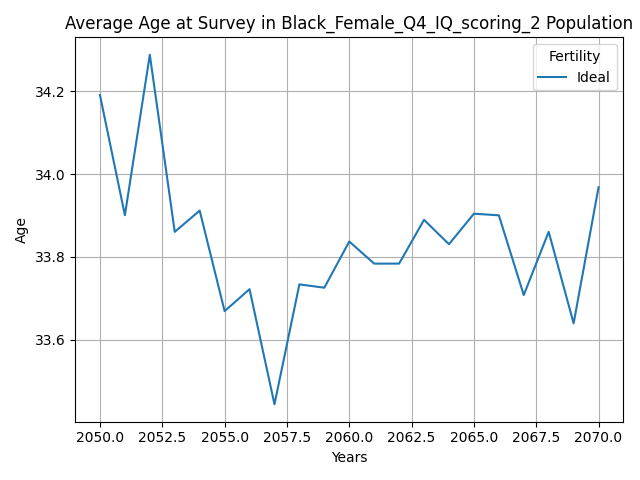 Average Age at Survey in Black_Female_Q4_IQ_scoring_2 Population
Fertility
Ideal
34.2
34.0
33.8
33.6
Age
2050.0 2052.5 2055.0 2057.5 2060.0 2062.5 2065.0 2067.5 2070.0
Years